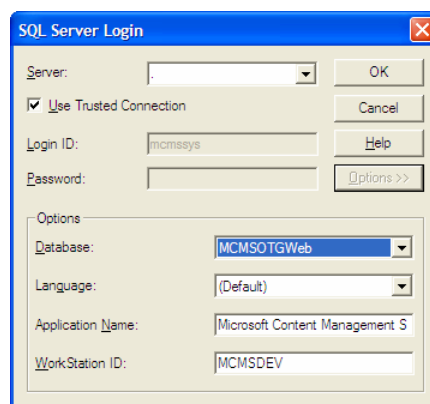 SQL Server Login
Server: . OK
Use Trusted Connection Cancel
Login ID: mcmssys Help
Password: Options >>
Options
Database: MCMSOTGWeb
Language: (Default)
Application Name: Microsoft Content Management S
WorkStation ID: MCMSDEV